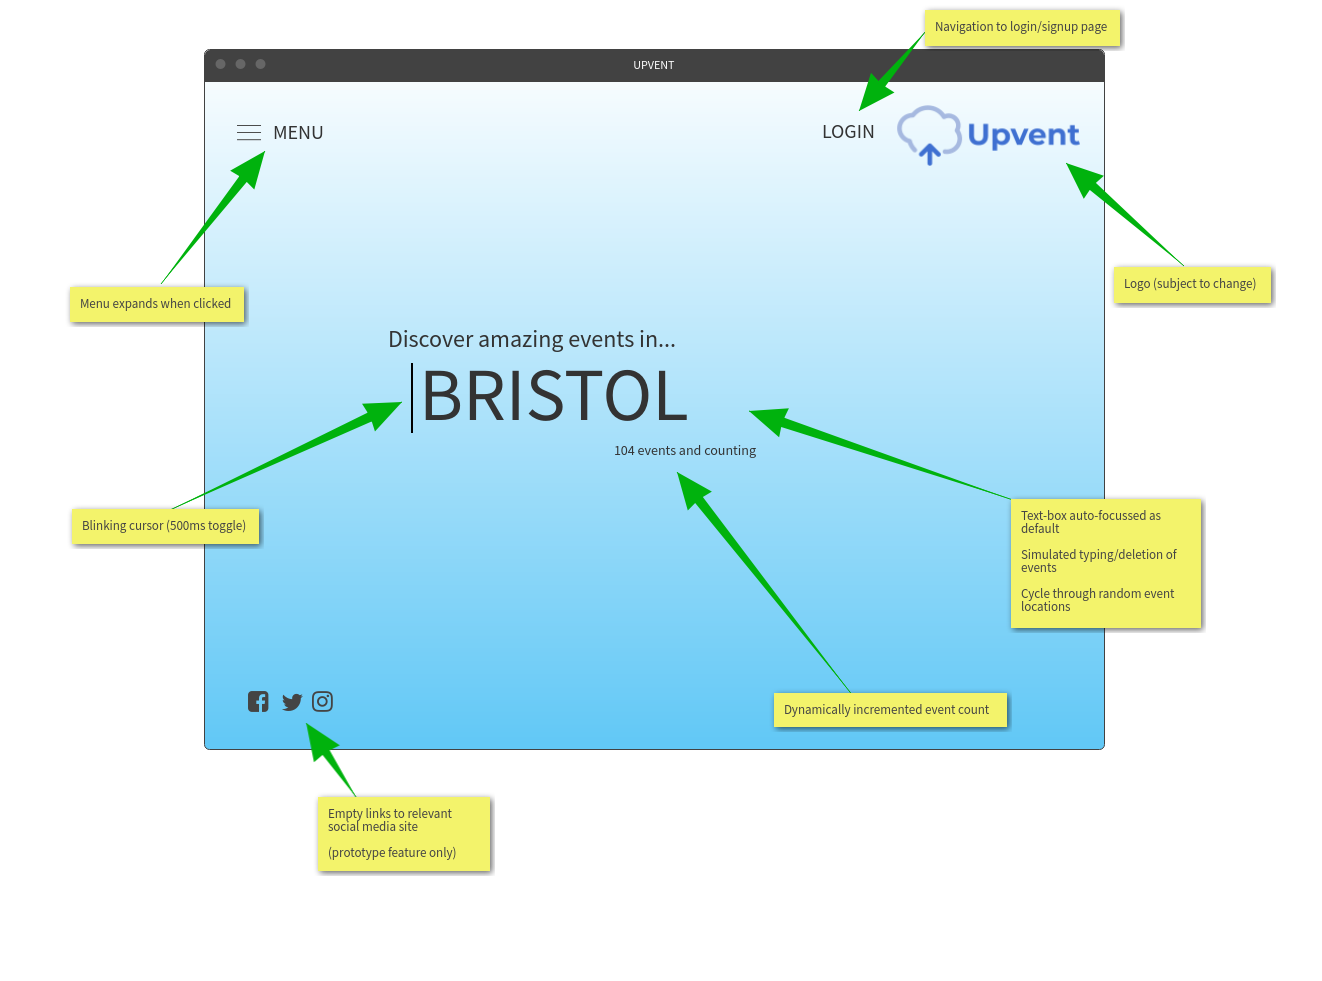 Navigation to login/signup page
UPVENT
MENU
LOGIN
Upvent
Menu expands when clicked
Logo (subject to change)
Discover amazing events in...
BRISTOL
104 events and counting
Blinking cursor (500ms toggle)
Text-box auto-focussed as
default
Simulated typing/deletion of
events
Cycle through random event
locations
Dynamically incremented event count
Empty links to relevant
social media site
(prototype feature only)